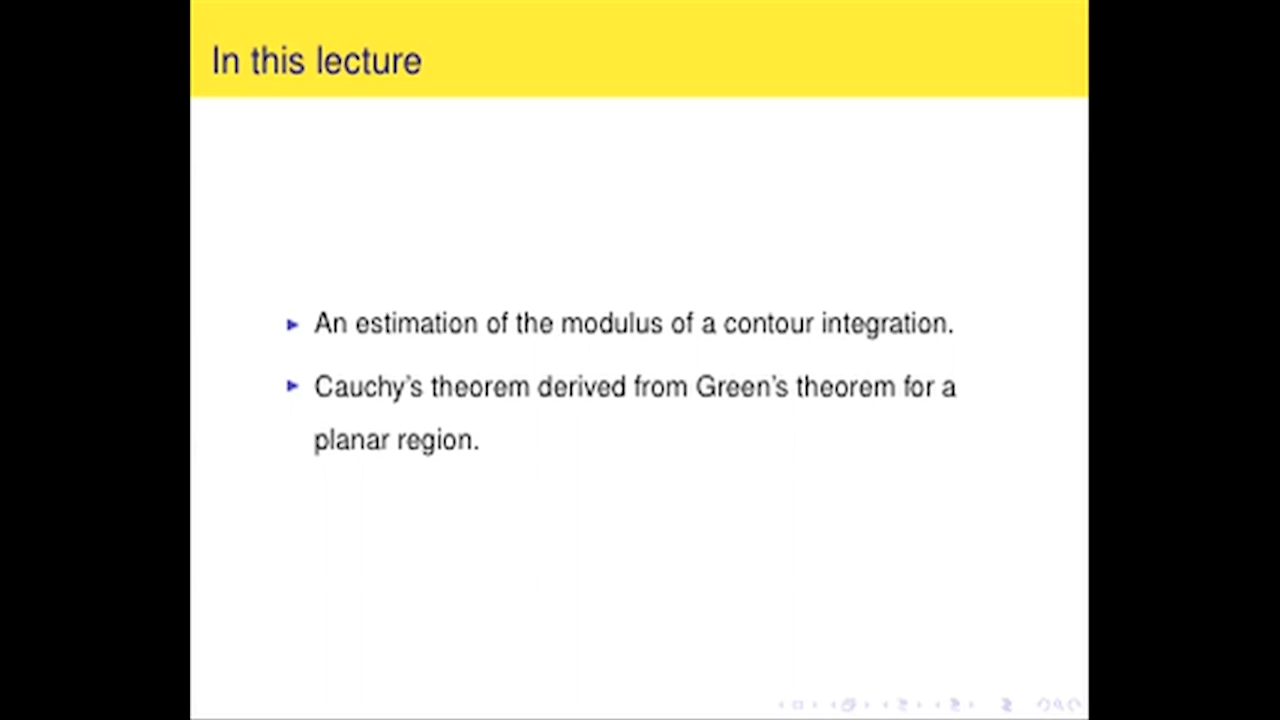 In this lecture
An estimation of the modulus of a contour integration.
Cauchy's theorem derived from Green's theorem for a
planar region.